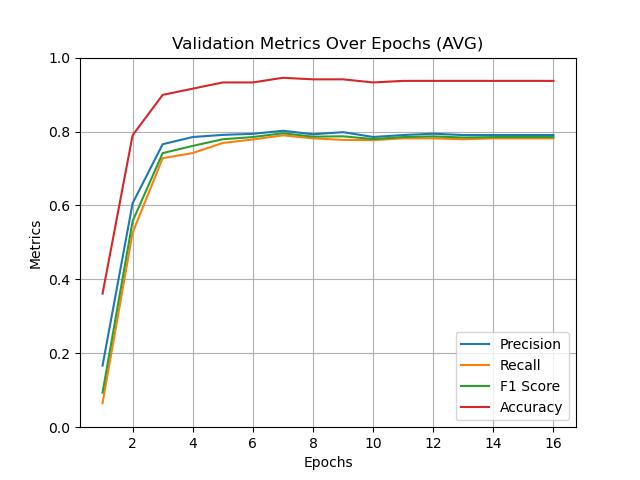 Validation Metrics Over Epochs (AVG)
1.0
0.8
0.6
0.4
0.2
0.0
Metrics
2 4 6 8 10 12 14 16
Epochs
Precision
Recall
F1 Score
Accuracy